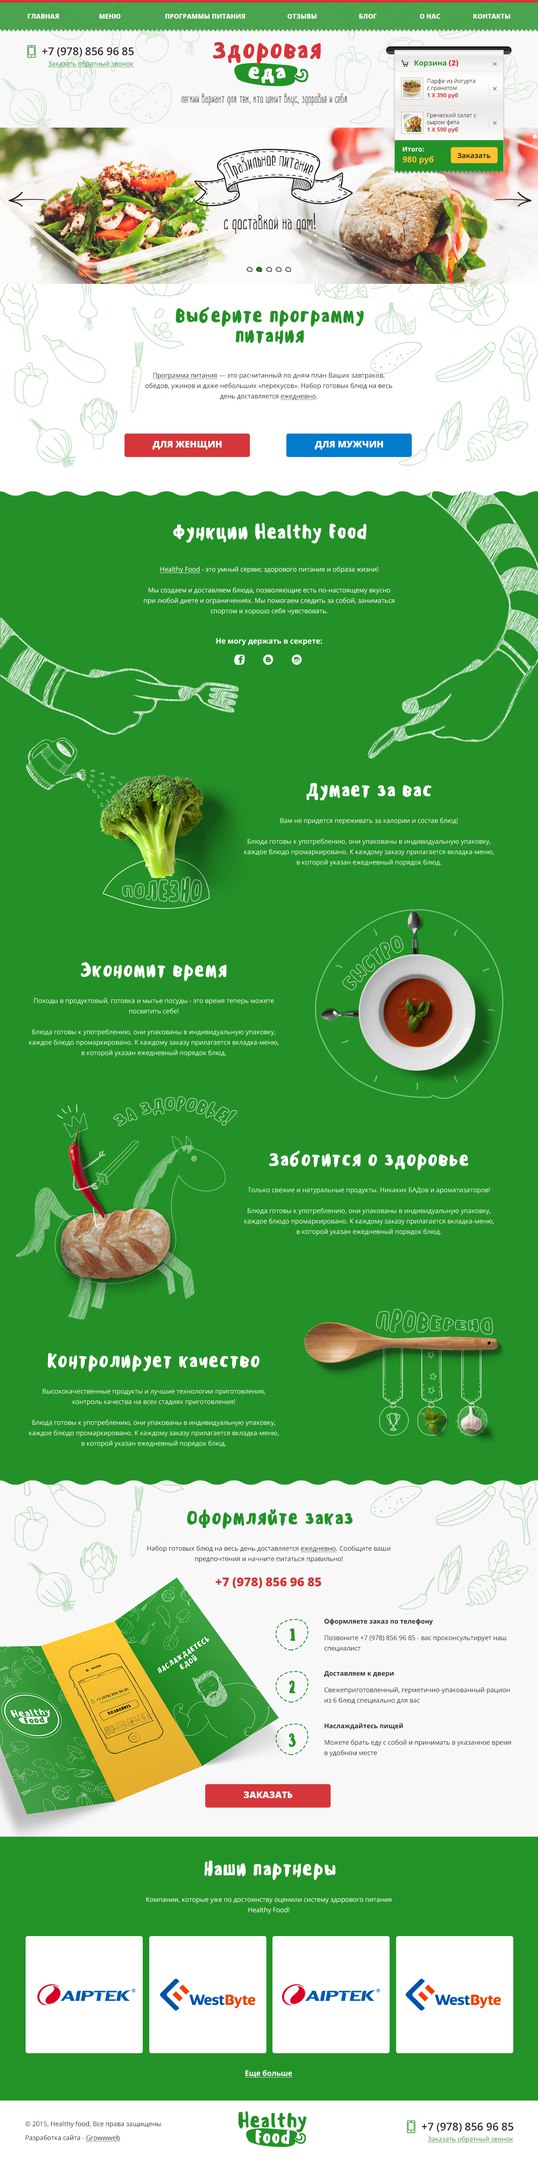 ГЛАВНАЯ МЕНЮ ПРОГРАММЫ ПИТАНИЯ ОТЗЫВЫ БЛОГ О НАС КОНТАКТЫ
+7 (978) 856 96 85
Заказать обратный звонок
Здоровая
еда
легкий вариант для тех, кто ценит вкус, здоровье и себя
Корзина (2)
Парфе из йогурта
с гранатом
1 X 390 руб
Греческий салат с
сыром фета
1 X 590 руб
Итого:
980 руб
Заказать
Правильное питание
с доставкой на дом!
Выберите программу
питания
Программа питания — это расчитанный по дням план Ваших завтраков,
обедов, ужинов и даже небольших «перекусов». Набор готовых блюд на весь
день доставляется ежедневно.
ДЛЯ ЖЕНЩИН
ДЛЯ МУЖЧИН
Функции Healthy Food
Healthy Food - это умный сервис здорового питания и образа жизни!
Мы создаем и доставляем блюда, позволяющие есть по-настоящему вкусно
при любой диете и ограничениях. Мы помогаем следить за собой, заниматься
спортом и хорошо себя чувствовать.
Не могу держать в секрете:
Думает за вас
Вам не придется переживать за калории и состав блюд!
Блюда готовы к употреблению, они упакованы в индивидуальную упаковку,
каждое блюдо промаркировано. К каждому заказу прилагается вкладка-меню,
в которой указан ежедневный порядок блюд.
ПОЛЕЗНО
БЫСТРО
Экономит время
Походы в продуктовый, готовка и мытье посуды - это время теперь можете
посвятить себе!
Блюда готовы к употреблению, они упакованы в индивидуальную упаковку,
каждое блюдо промаркировано. К каждому заказу прилагается вкладка-меню,
в которой указан ежедневный порядок блюд.
ЗА ЗДОРОВЬЕ!
Заботится о здоровье
Только свежие и натуральные продукты. Никаких БАДов и ароматизаторов!
Блюда готовы к употреблению, они упакованы в индивидуальную упаковку,
каждое блюдо промаркировано. К каждому заказу прилагается вкладка-меню,
в которой указан ежедневный порядок блюд.
ПРОВЕРЕНО
Контролирует качество
Высококачественные продукты и лучшие технологии приготовления,
контроль качества на всех стадиях приготовления!
Блюда готовы к употреблению, они упакованы в индивидуальную упаковку,
каждое блюдо промаркировано. К каждому заказу прилагается вкладка-меню,
в которой указан ежедневный порядок блюд.
Оформляйте заказ
Набор готовых блюд на весь день доставляется ежедневно. Сообщите ваши
предпочтения и начните питаться правильно!
+7 (978) 856 96 85
Healthy
Food
+7 (978) 856 96 85
ПОЗВОНИТЬ
НАСЛАЖДАЕТЕСЬ
ЕДОЙ
1
Оформляете заказ по телефону
Позвоните +7 (978) 856 96 85 - вас проконсультирует наш
специалист
2
Доставляем к двери
Свежеприготовленный, герметично-упакованный рацион
из 6 блюд специально для вас
3
Наслаждайтесь пищей
Можете брать еду с собой и принимать в указанное время
в удобном месте
ЗАКАЗАТЬ
Наши партнеры
Компании, которые уже по достоинству оценили систему здорового питания
Healthy Food!
AIPTEK® WestByte AIPTEK® WestByte
Еще больше
© 2015, Healthy food, Все права защищены
Разработка сайта - Growwweb
Healthy
Food
+7 (978) 856 96 85
Заказать обратный звонок